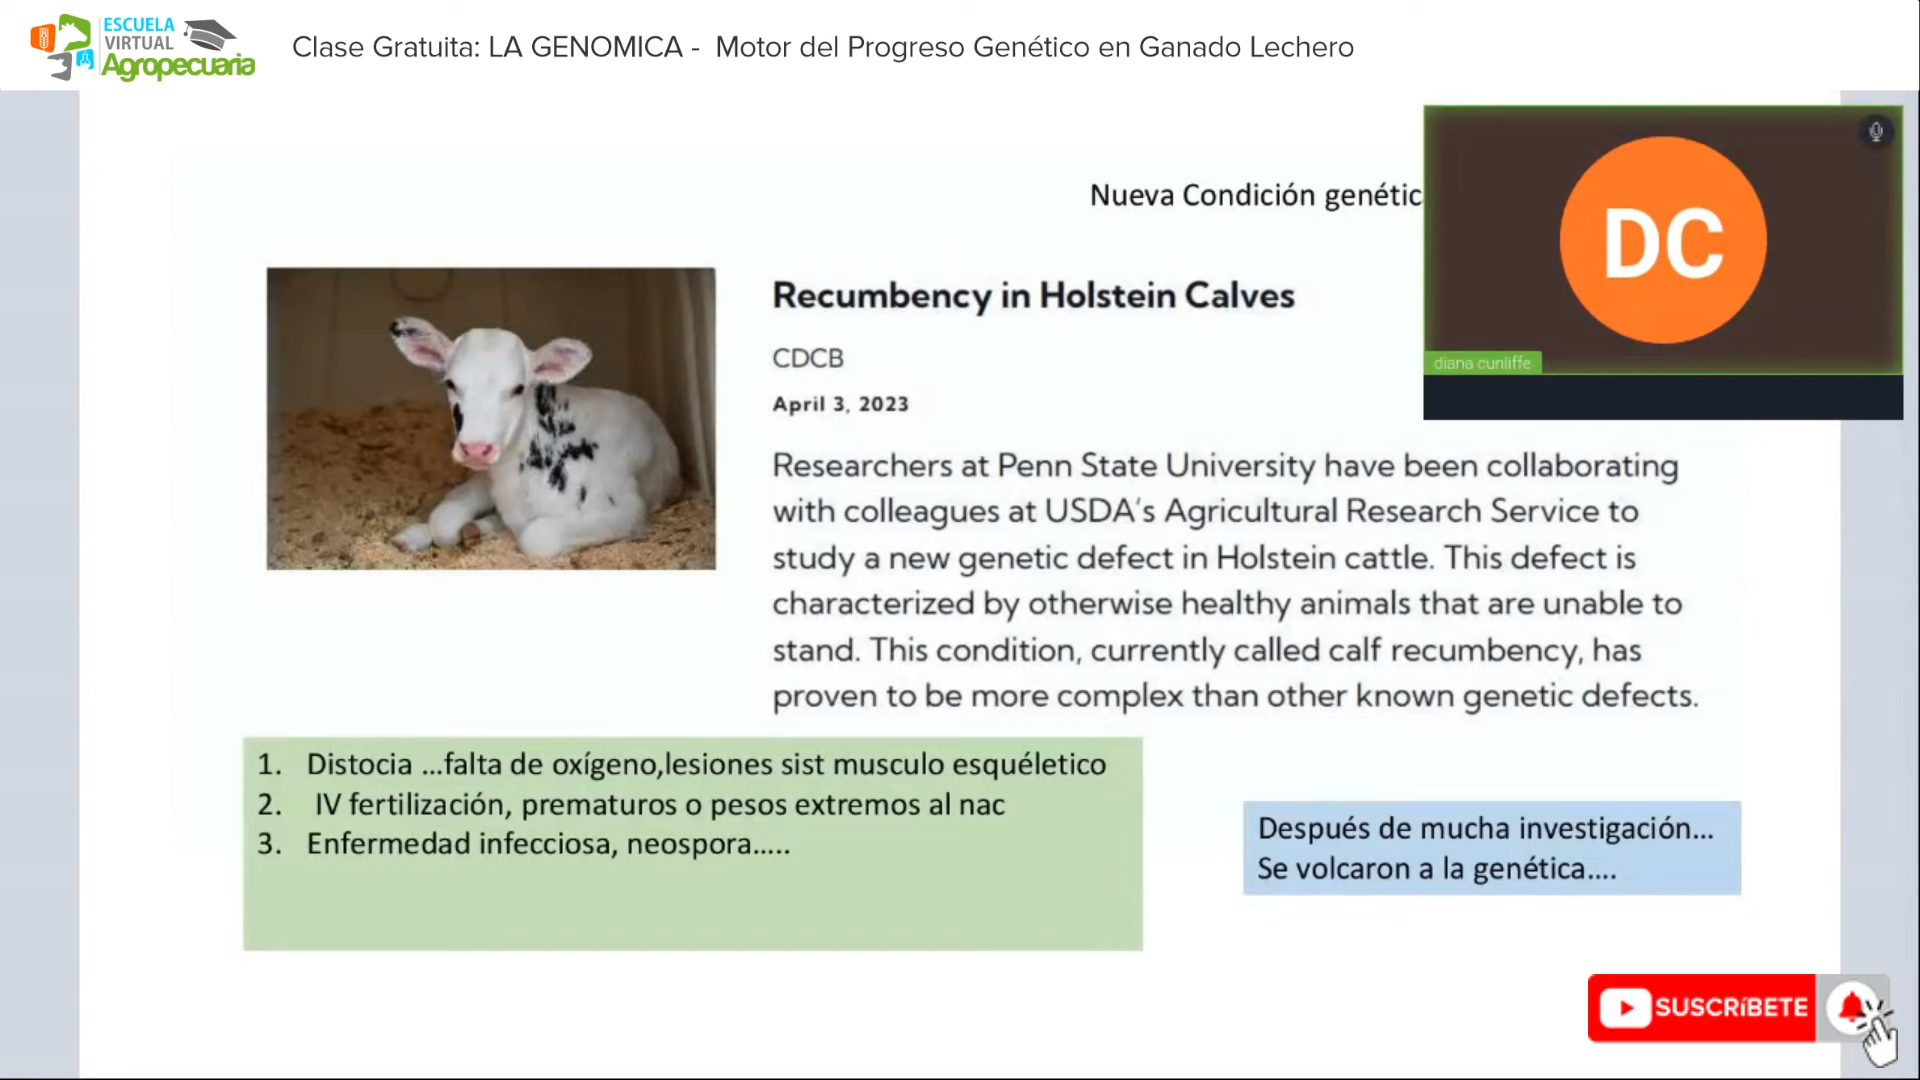 ESCUELA
VIRTUAL
Agropecuaria
Clase Gratuita: LA GENOMICA - Motor del Progreso Genético en Ganado Lechero
Nueva Condición genétic
DC
diana cunliffe
Recumbency in Holstein Calves
CDCB
April 3, 2023
Researchers at Penn State University have been collaborating
with colleagues at USDA's Agricultural Research Service to
study a new genetic defect in Holstein cattle. This defect is
characterized by otherwise healthy animals that are unable to
stand. This condition, currently called calf recumbency, has
proven to be more complex than other known genetic defects.
1. Distocia ...falta de oxígeno,lesiones sist musculo esquéletico
2. IV fertilización, prematuros o pesos extremos al nac
3. Enfermedad infecciosa, neospora.....
Después de mucha investigación...
Se volcaron a la genética....
SUSCRíBETE